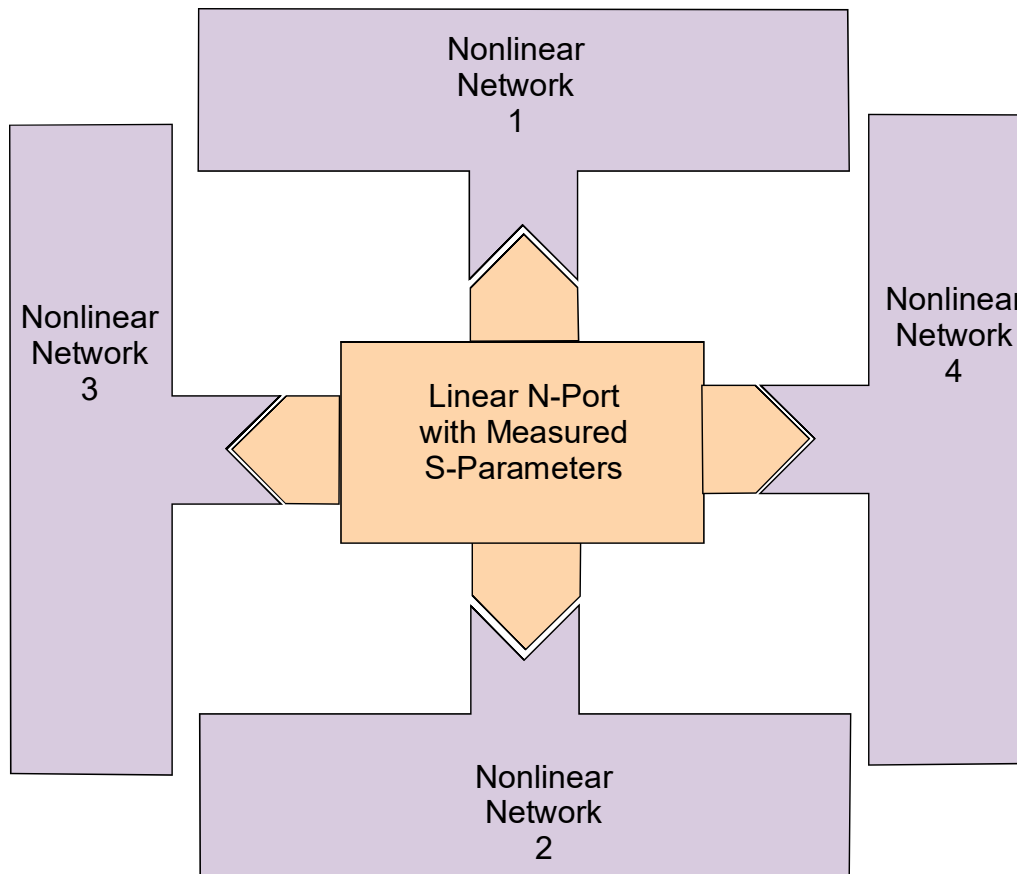 Nonlinear
Network
1
Nonlinear
Network
3
Nonlinear
Network
4
Linear N-Port
with Measured
S-Parameters
Nonlinear
Network
2